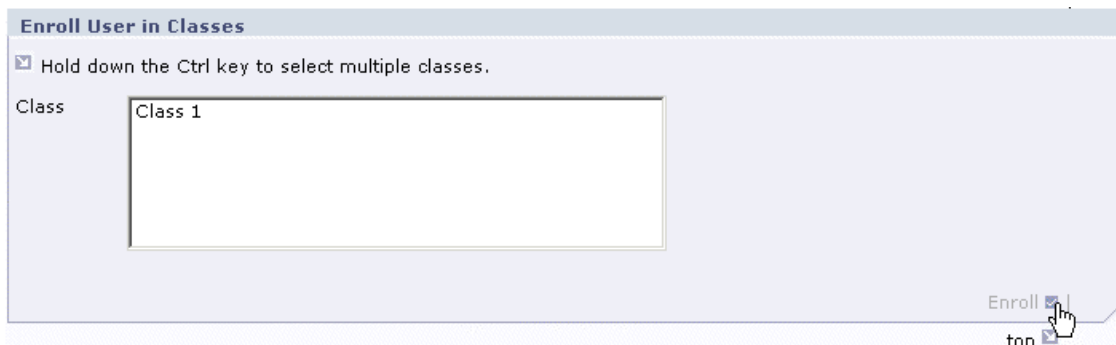 Enroll User in Classes
Hold down the Ctrl key to select multiple classes.
Class
Class 1
Enroll
top